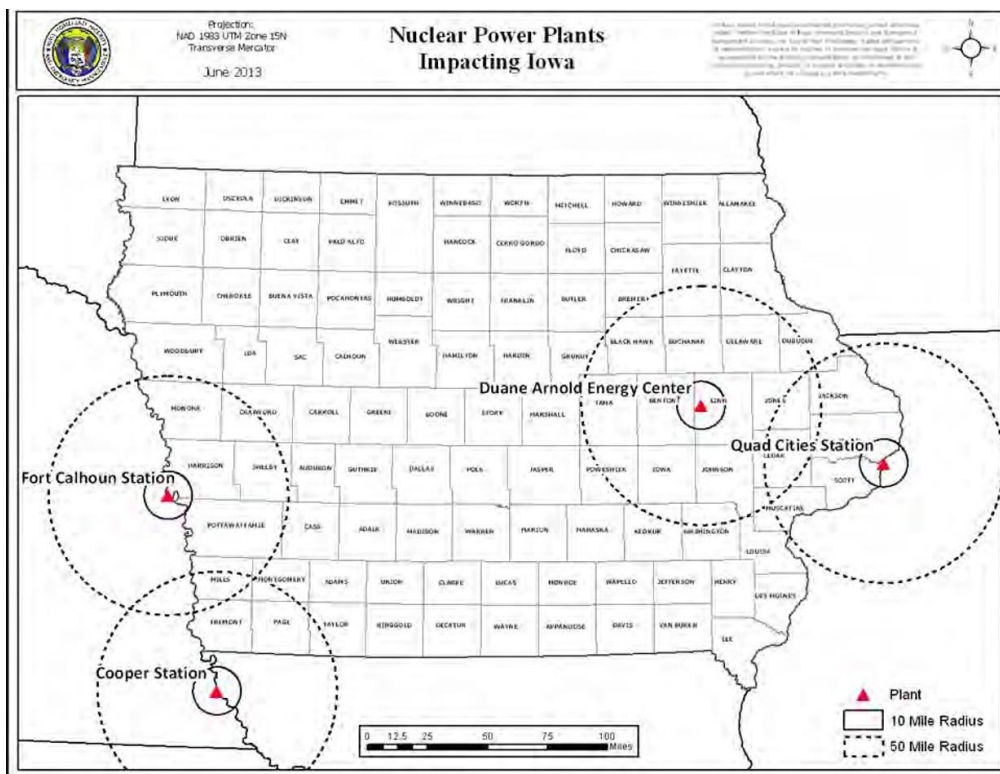 Projection:
NAD 1983 UTM Zone 15N
Transverse Mercator
June 2013
Nuclear Power Plants
Impacting Iowa
N
LYON OSCEOLA DICKINSON EMMET KOSSUTH WINNEBAGO WORTH MITCHELL HOWARD WINNESHIEK ALLAMAKEE
SIOUX OBRIEN CLAY PALO ALTO HANCOCK CERRO GORDO FLOYD CHICKASAW
FAYETTE CLAYTON
PLYMOUTH CHEROKEE BUENA VISTA POCAHONTAS HUMBOLDT WRIGHT FRANKLIN BUTLER BREMER
WOODBURY IDA SAC CALHOUN WEBSTER HAMILTON HARDIN GRUNDY BLACK HAWK BUCHANAN DELAWARE DUBUQUE
Duane Arnold Energy Center
MONONA CRAWFORD CARROLL GREENE BOONE STORY MARSHALL TAMA BENTON LINN JONES JACKSON
Quad Cities Station
Fort Calhoun Station
HARRISON SHELBY AUDUBON GUTHRIE DALLAS POLK JASPER POWESHIEK IOWA JOHNSON CEDAR SCOTT
MUSCATINE
POTTAWATTAMIE CASS ADAIR MADISON WARREN MARION MAHASKA KEOKUK WASHINGTON
LOUISA
MILLS MONTGOMERY ADAMS UNION CLARKE LUCAS MONROE WAPELLO JEFFERSON HENRY
DES MOINES
FREMONT PAGE TAYLOR RINGGOLD DECATUR WAYNE APPANOOSE DAVIS VAN BUREN
LEE
Cooper Station
Plant
10 Mile Radius
50 Mile Radius
0 12.5 25 50 75 100
Miles